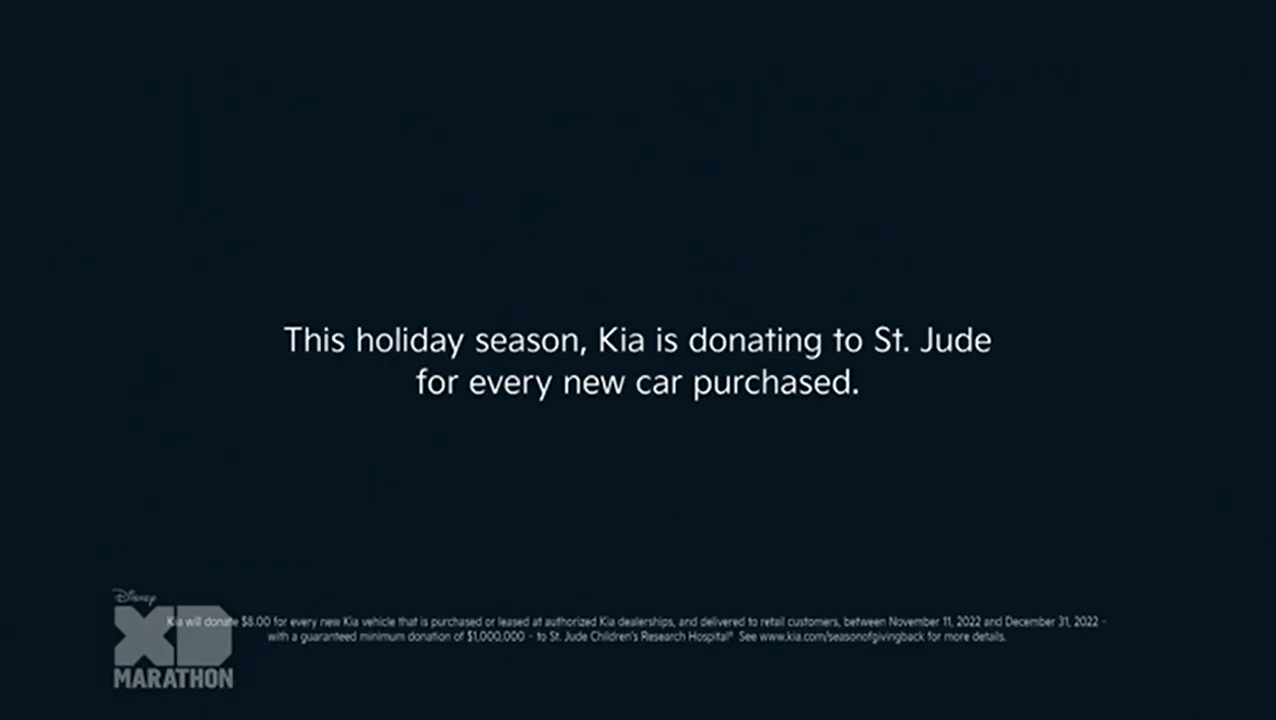 This holiday season, Kia is donating to St. Jude
for every new car purchased.
Kia will donate $8.00 for every new Kia vehicle that is purchased or leased at authorized Kia dealerships, and delivered to retail customers, between November 11, 2022 and December 31, 2022 -
with a guaranteed minimum donation of $1,000,000 - to St. Jude Children's Research Hospital® See www.kia.com/seasonofgivingback for more details.
Disney
XD
MARATHON